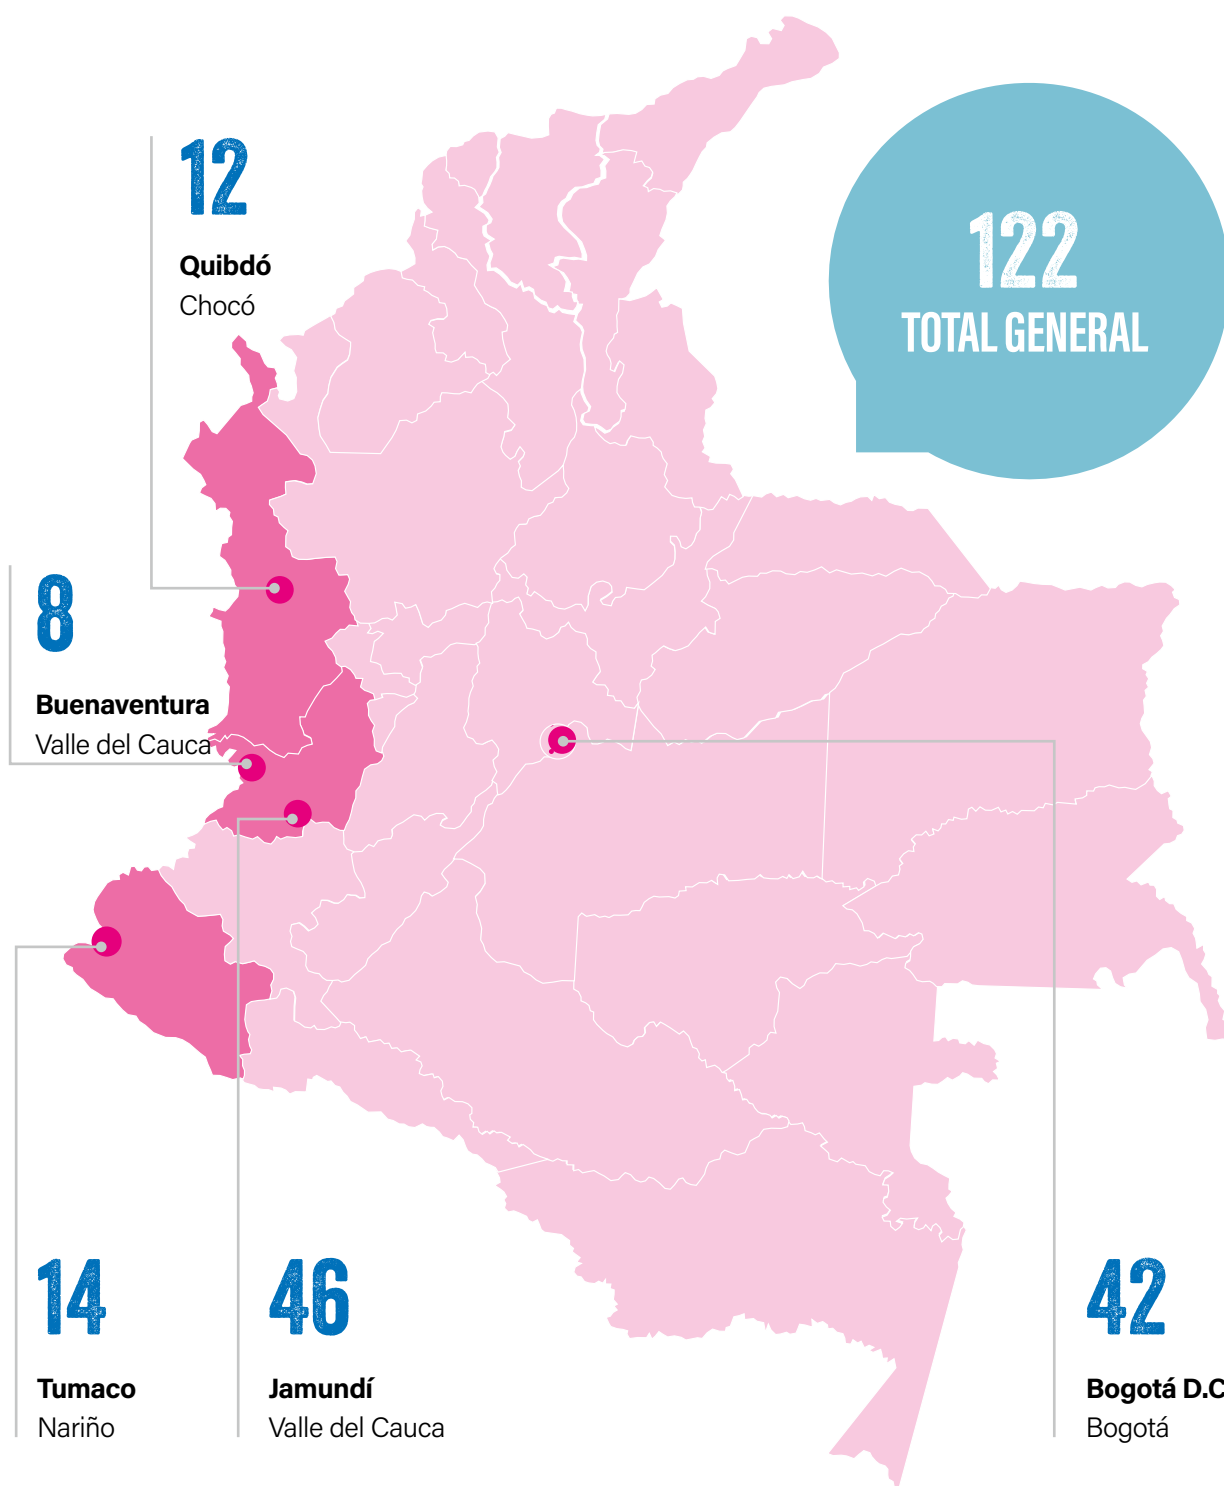 12
Quibdó
Chocó
122
TOTAL GENERAL
8
Buenaventura
Valle del Cauca
14
Tumaco
Nariño
46
Jamundí
Valle del Cauca
42
Bogotá D.C
Bogotá